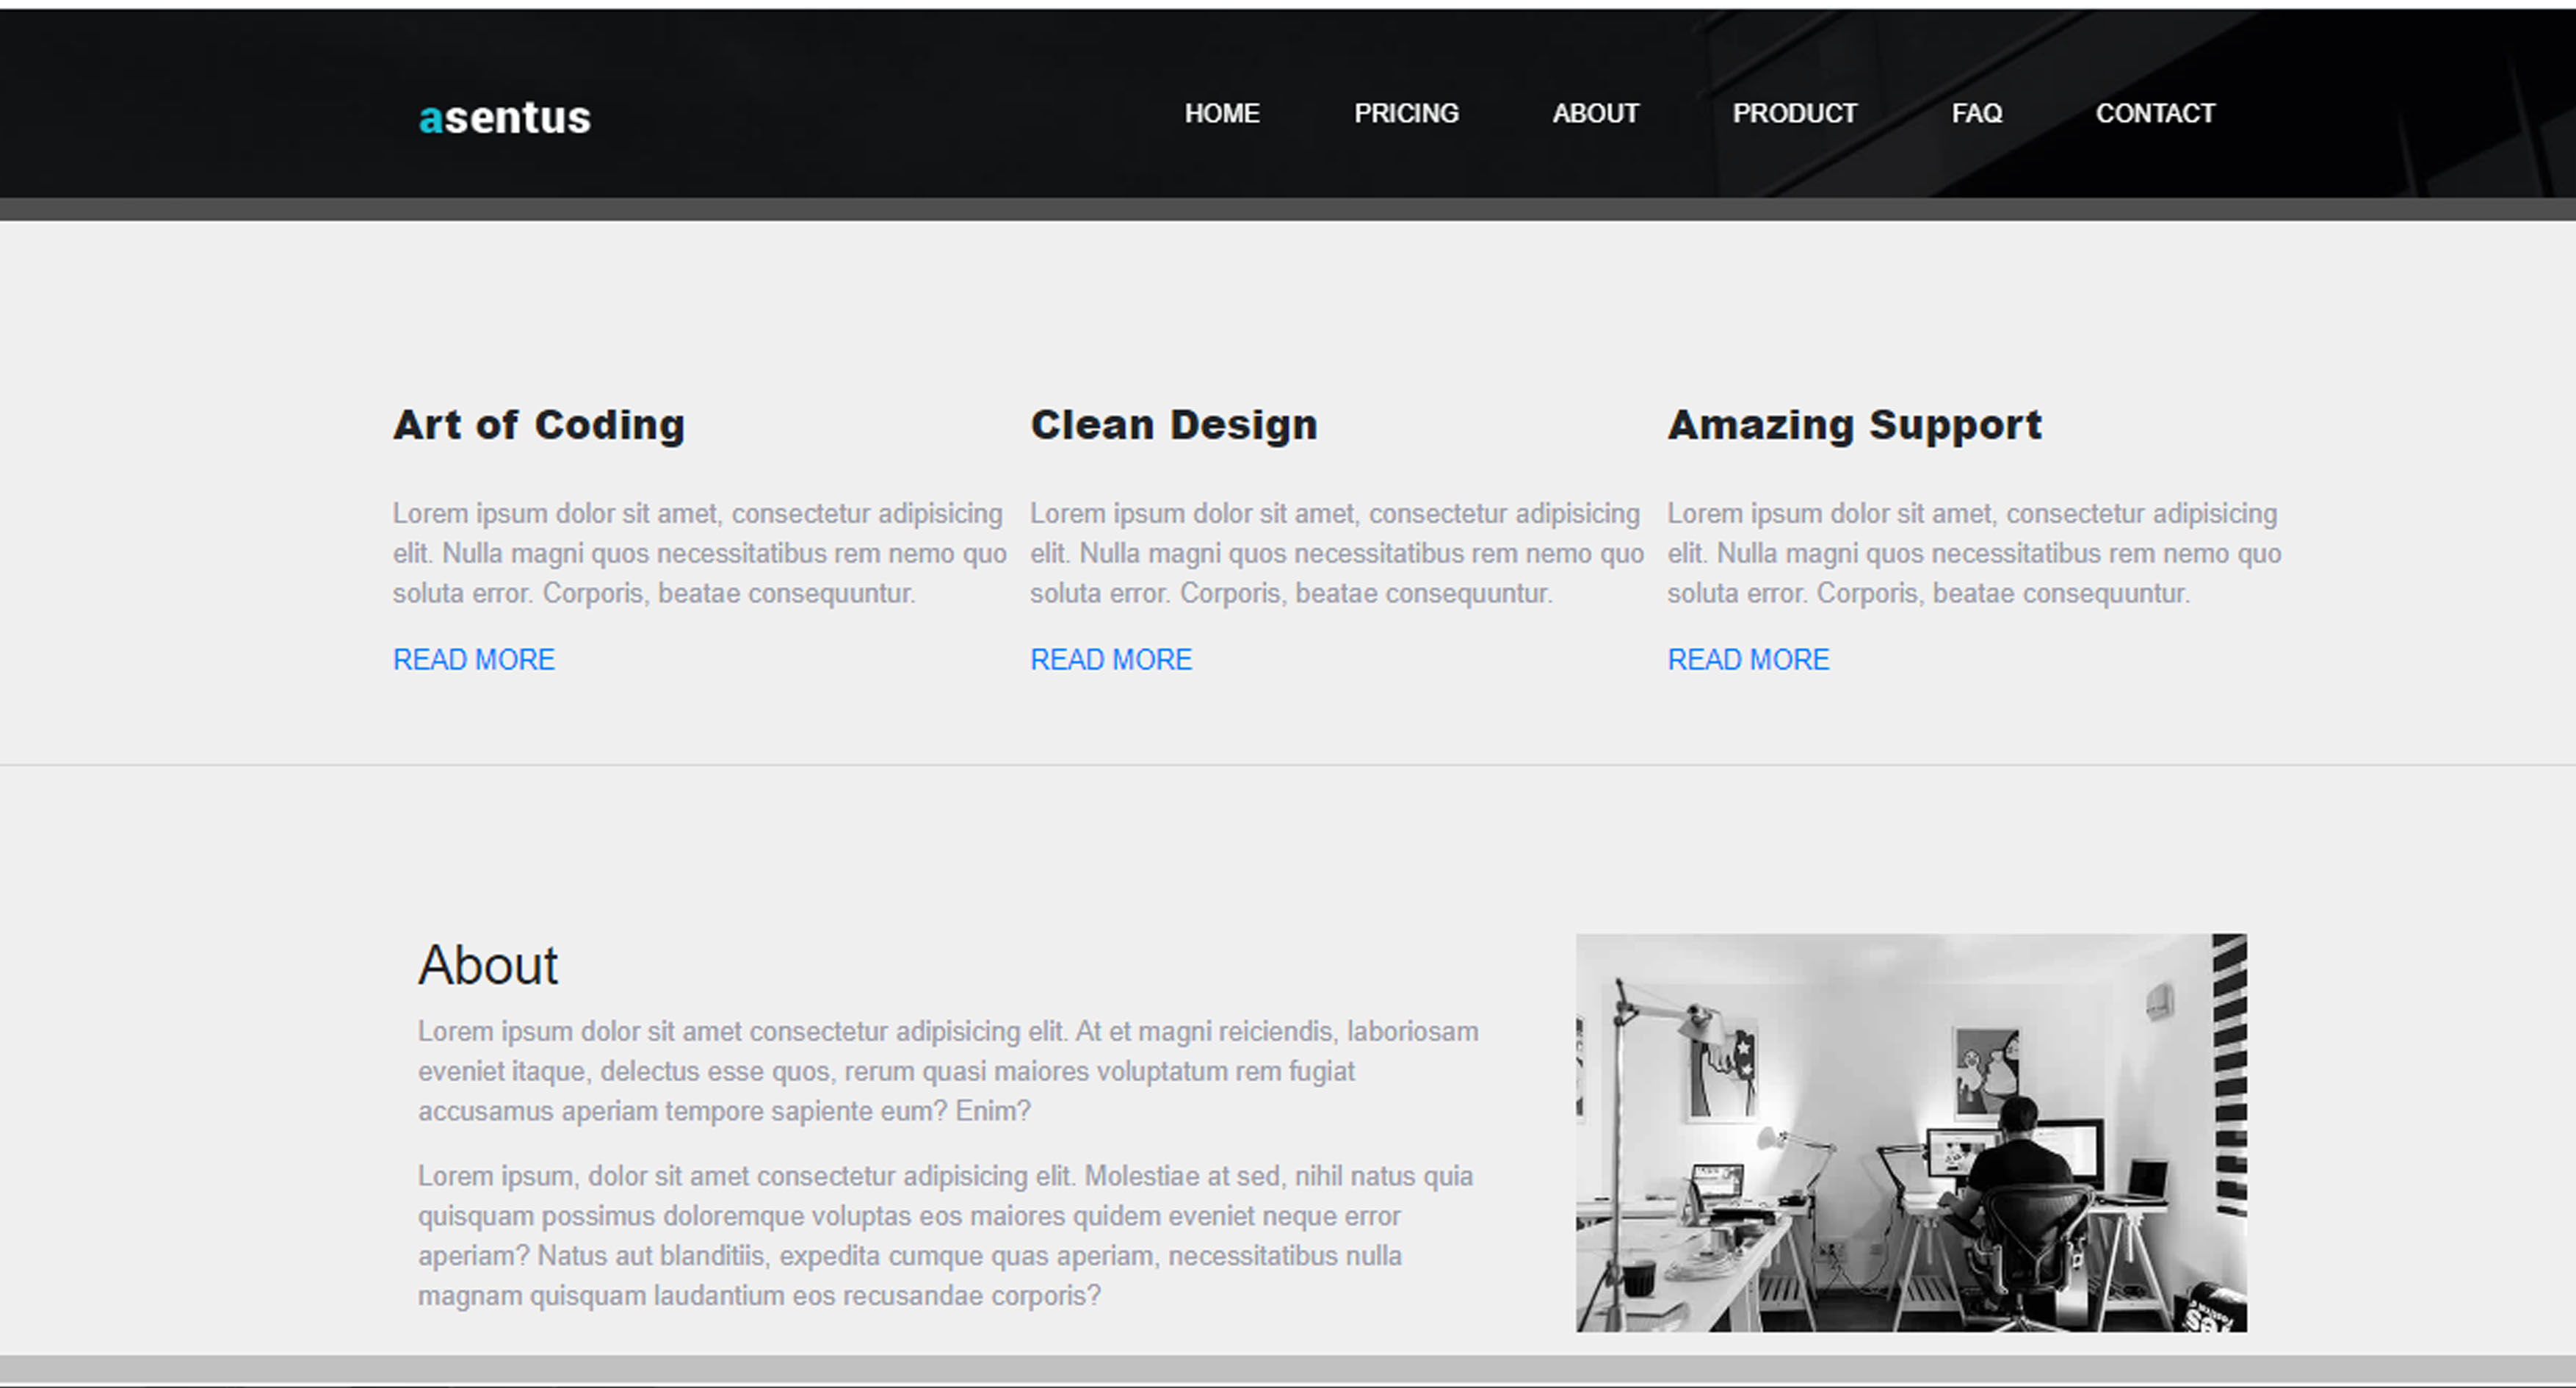 asentus
HOME PRICING ABOUT PRODUCT FAQ CONTACT
Art of Coding
Lorem ipsum dolor sit amet, consectetur adipisicing
elit. Nulla magni quos necessitatibus rem nemo quo
soluta error. Corporis, beatae consequuntur.
READ MORE
Clean Design
Lorem ipsum dolor sit amet, consectetur adipisicing
elit. Nulla magni quos necessitatibus rem nemo quo
soluta error. Corporis, beatae consequuntur.
READ MORE
Amazing Support
Lorem ipsum dolor sit amet, consectetur adipisicing
elit. Nulla magni quos necessitatibus rem nemo quo
soluta error. Corporis, beatae consequuntur.
READ MORE
About
Lorem ipsum dolor sit amet consectetur adipisicing elit. At et magni reiciendis, laboriosam
eveniet itaque, delectus esse quos, rerum quasi maiores voluptatum rem fugiat
accusamus aperiam tempore sapiente eum? Enim?
Lorem ipsum, dolor sit amet consectetur adipisicing elit. Molestiae at sed, nihil natus quia
quisquam possimus doloremque voluptas eos maiores quidem eveniet neque error
aperiam? Natus aut blanditiis, expedita cumque quas aperiam, necessitatibus nulla
magnam quisquam laudantium eos recusandae corporis?